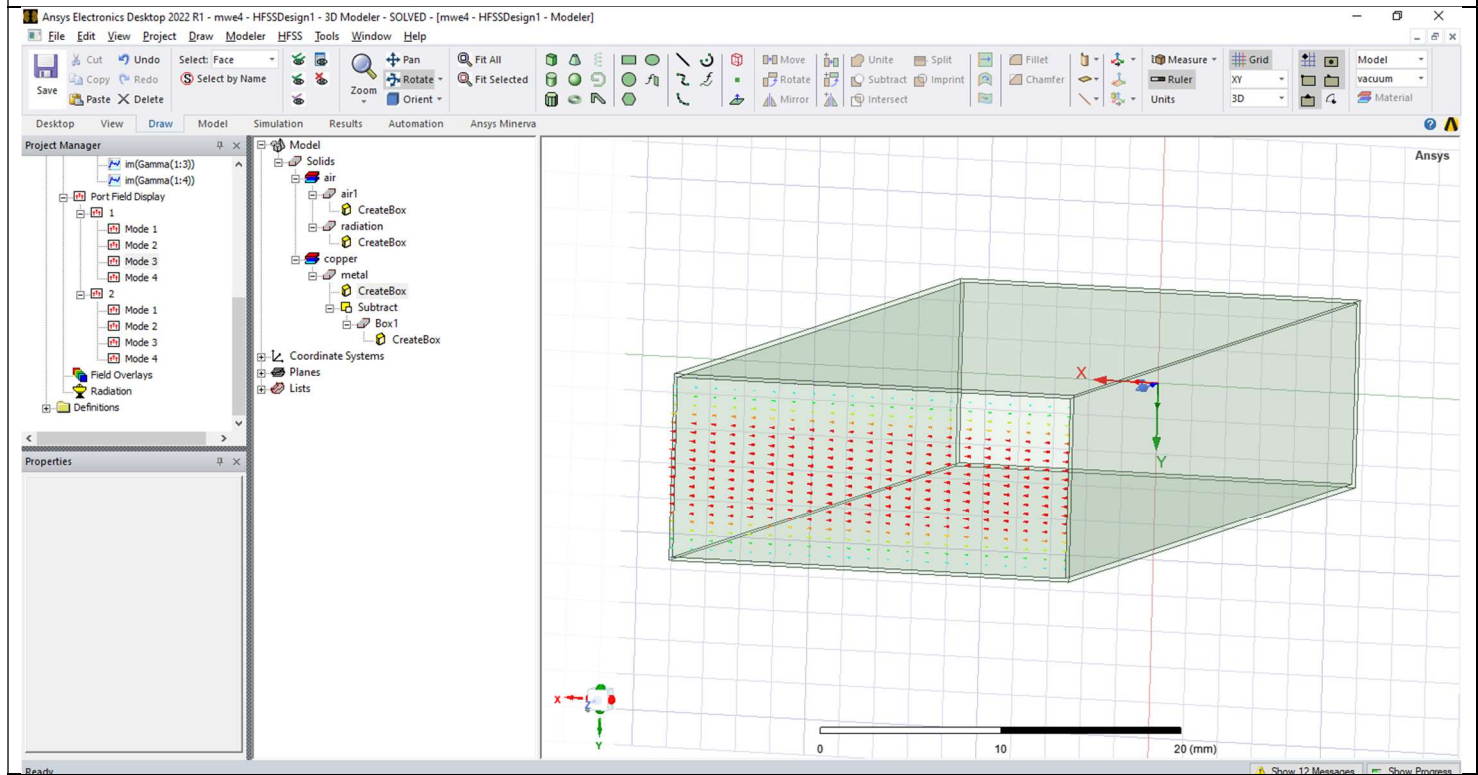 Ansys Electronics Desktop 2022 R1 - mwe4 - HFSSDesign1 - 3D Modeler - SOLVED - [mwe4 - HFSSDesign1 - Modeler]
File Edit View Project Draw Modeler HFSS Tools Window Help
Save
Cut Undo
Copy Redo
Paste Delete
Select: Face
Select by Name
Zoom
Pan
Rotate
Orient
Fit All
Fit Selected
Move
Rotate
Mirror
Unite Split
Subtract Imprint
Intersect
Fillet
Chamfer
Measure
Ruler
Units
Grid
XY
3D
Model
vacuum
Material
Desktop View Draw Model Simulation Results Automation Ansys Minerva
Project Manager
im(Gamma(1:3))
im(Gamma(1:4))
Port Field Display
1
Mode 1
Mode 2
Mode 3
Mode 4
2
Mode 1
Mode 2
Mode 3
Mode 4
Field Overlays
Radiation
Definitions
Properties
Model
Solids
air
air1
CreateBox
radiation
CreateBox
copper
metal
CreateBox
Subtract
Box1
CreateBox
Coordinate Systems
Planes
Lists
Ansys
X
Y
X
Z
Y
0 10 20 (mm)
Ready
Show 12 Messages Show Progress